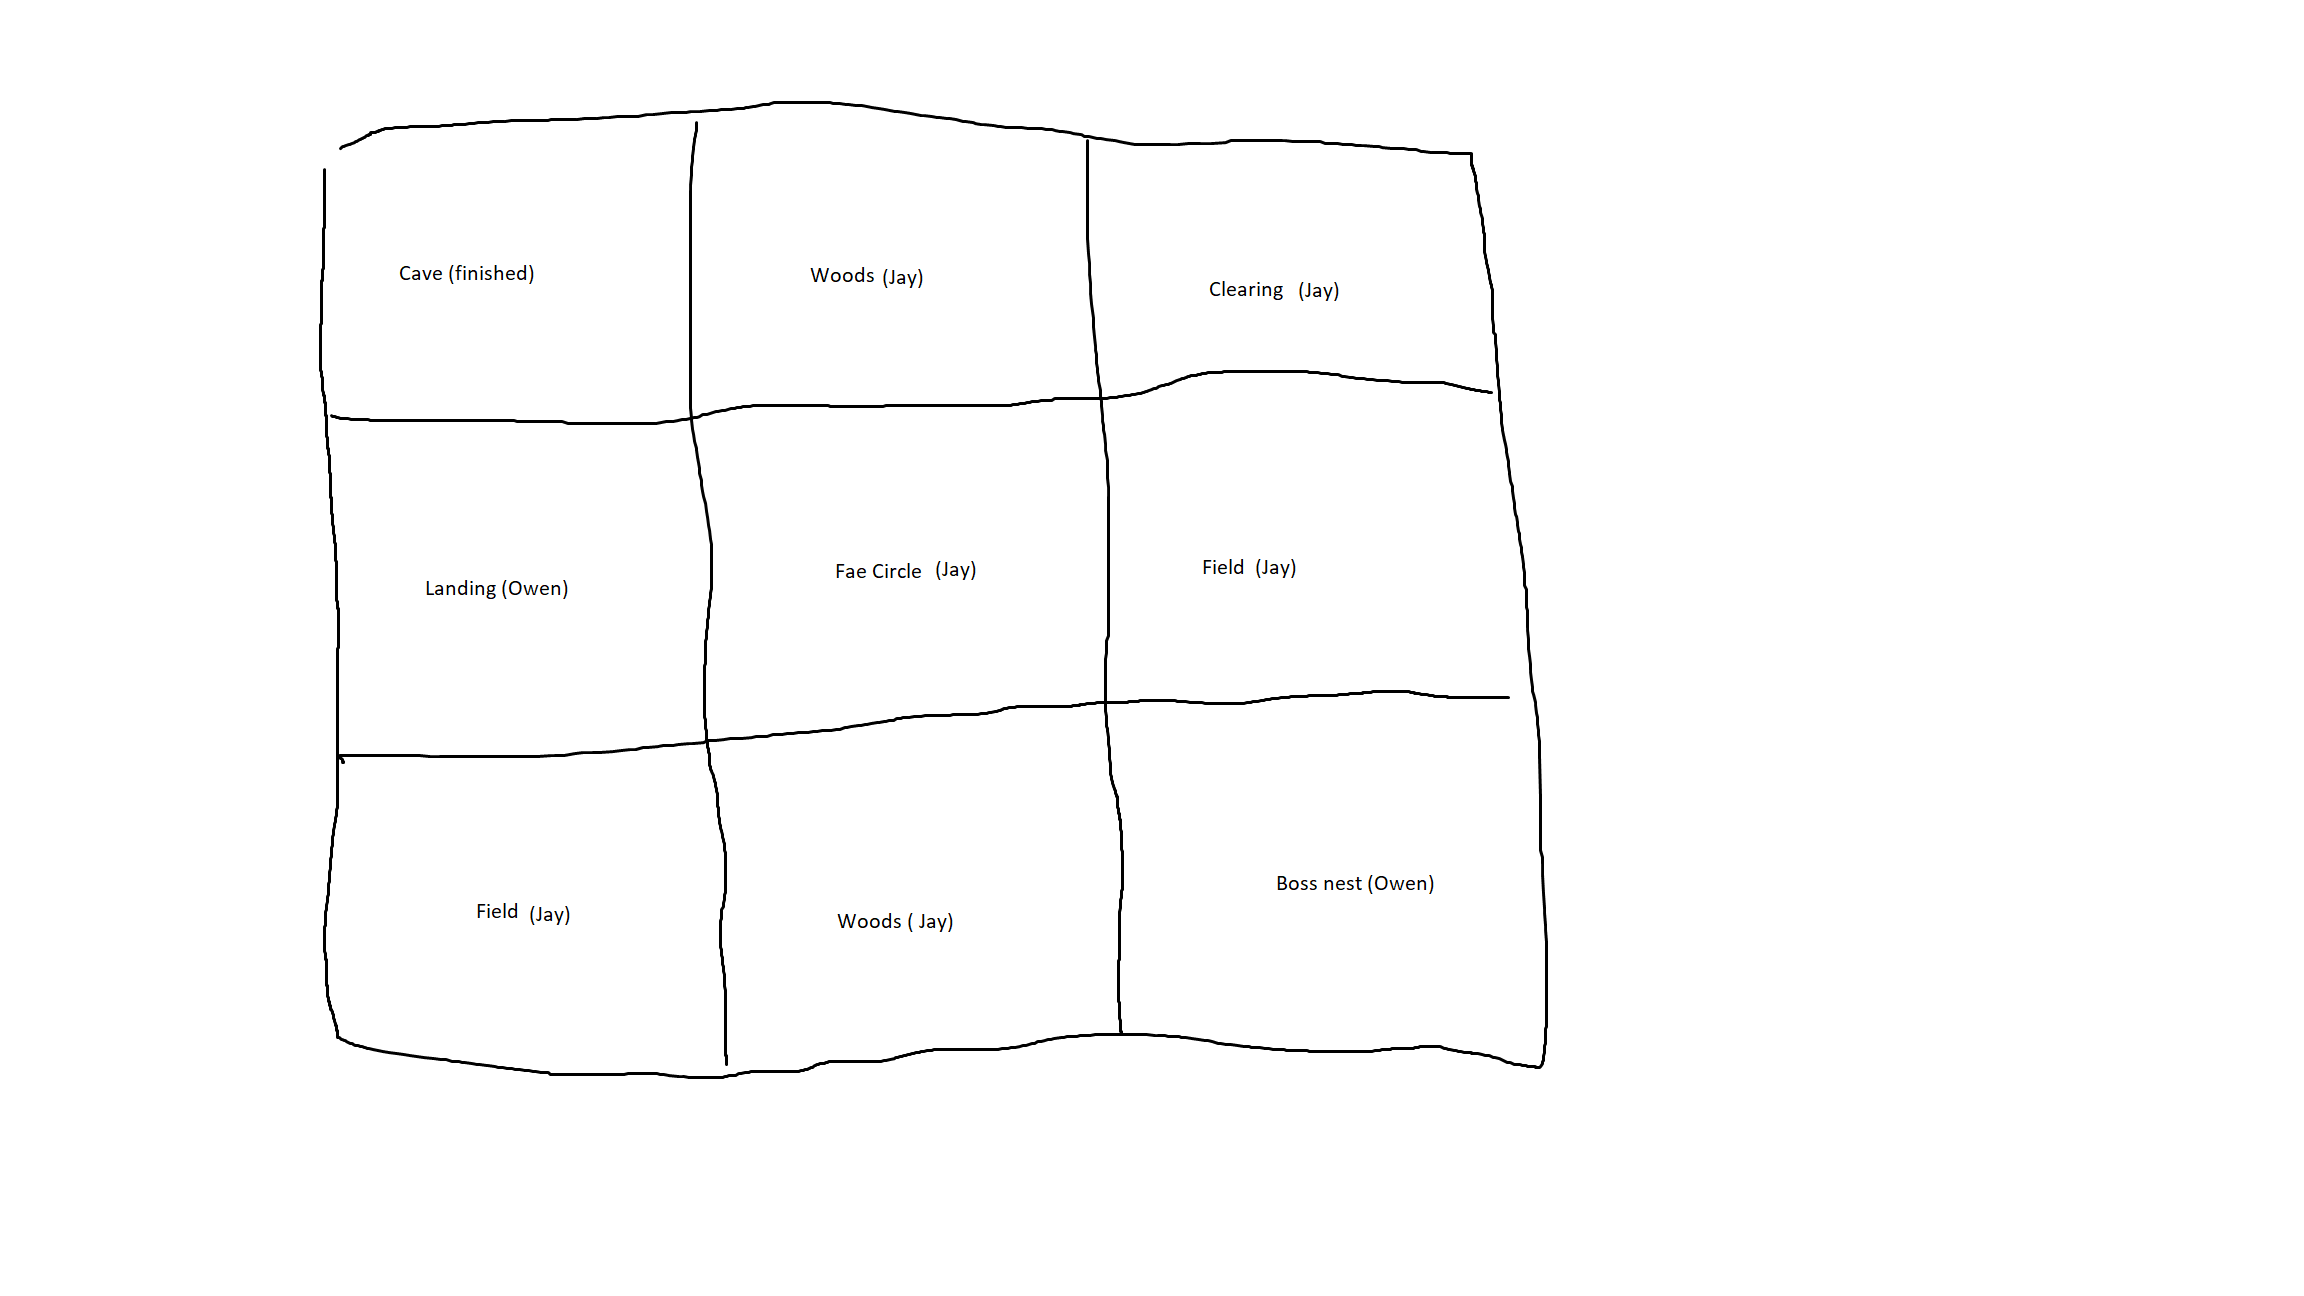 Cave (finished)
Woods (Jay)
Clearing (Jay)
Landing (Owen)
Fae Circle (Jay)
Field (Jay)
Field (Jay)
Woods ( Jay)
Boss nest (Owen)